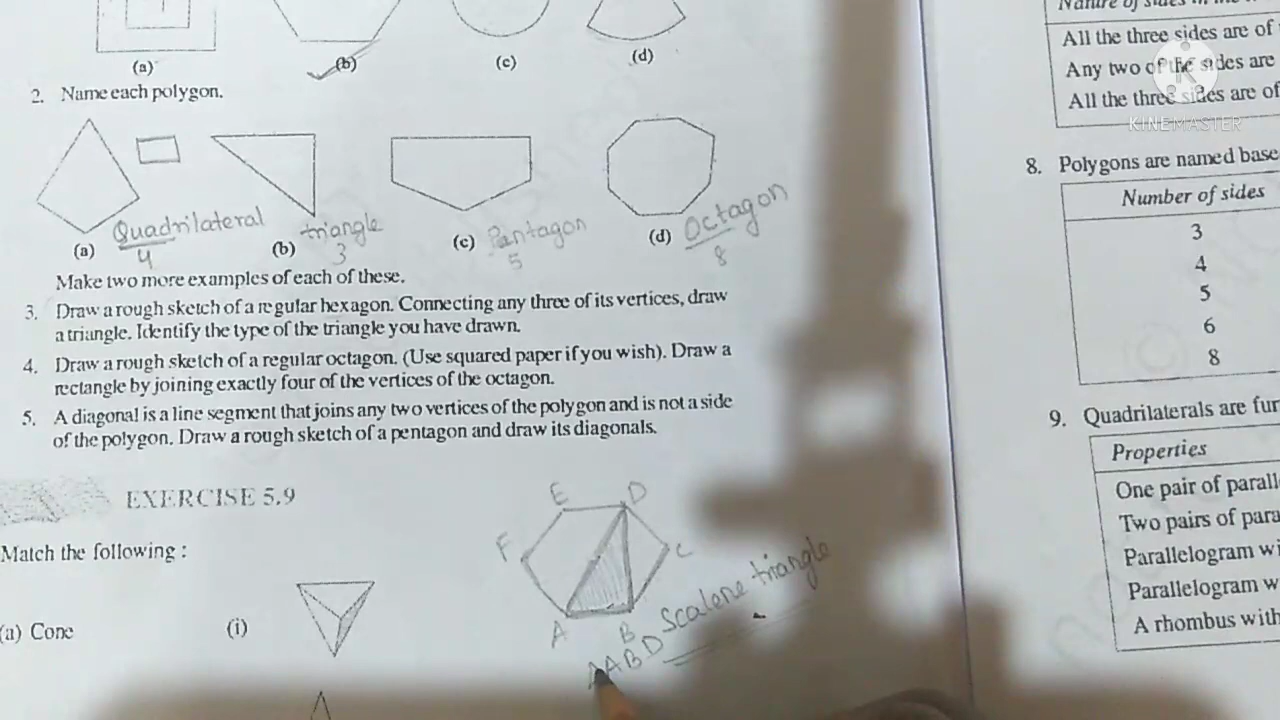 (a) (b) (c) (d)
2. Name each polygon.
Quadrilateral triangle Pentagon Octagon
(a) 4 (b) 3 (c) 5 (d) 8
Make two more examples of each of these.
3. Draw a rough sketch of a regular hexagon. Connecting any three of its vertices, draw
a triangle. Identify the type of the triangle you have drawn.
4. Draw a rough sketch of a regular octagon. (Use squared paper if you wish). Draw a
rectangle by joining exactly four of the vertices of the octagon.
5. A diagonal is a line segment that joins any two vertices of the polygon and is not a side
of the polygon. Draw a rough sketch of a pentagon and draw its diagonals.
EXERCISE 5.9
Match the following :
(a) Cone (i)
E D
F C
A B
ABD Scalene triangle
Nature of sides in the
All the three sides are of
Any two of the sides are
All the three sides are of
KINEMASTER
8. Polygons are named base
Number of sides
3
4
5
6
8
9. Quadrilaterals are fur
Properties
One pair of parall
Two pairs of para
Parallelogram wi
Parallelogram w
A rhombus with